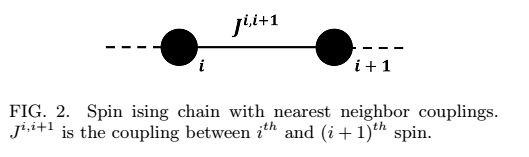 J^{i,i+1}
i
i + 1
FIG. 2. Spin ising chain with nearest neighbor couplings.
J^{i,i+1} is the coupling between i^{th} and (i + 1)^{th} spin.